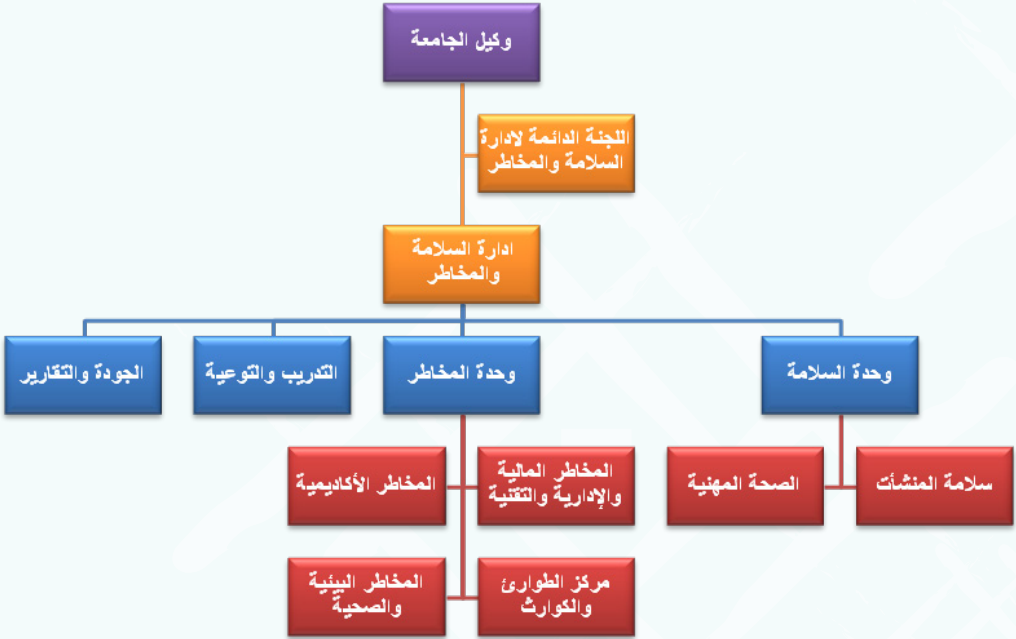 وكيل الجامعة
اللجنة الدائمة لادارة
السلامة والمخاطر
ادارة السلامة
والمخاطر
وحدة السلامة
وحدة المخاطر
التدريب والتوعية
الجودة والتقارير
سلامة المنشأت
الصحة المهنية
المخاطر المالية
والإدارية والتقنية
المخاطر الأكاديمية
مركز الطوارئ
والكوارث
المخاطر البيئية
والصحية